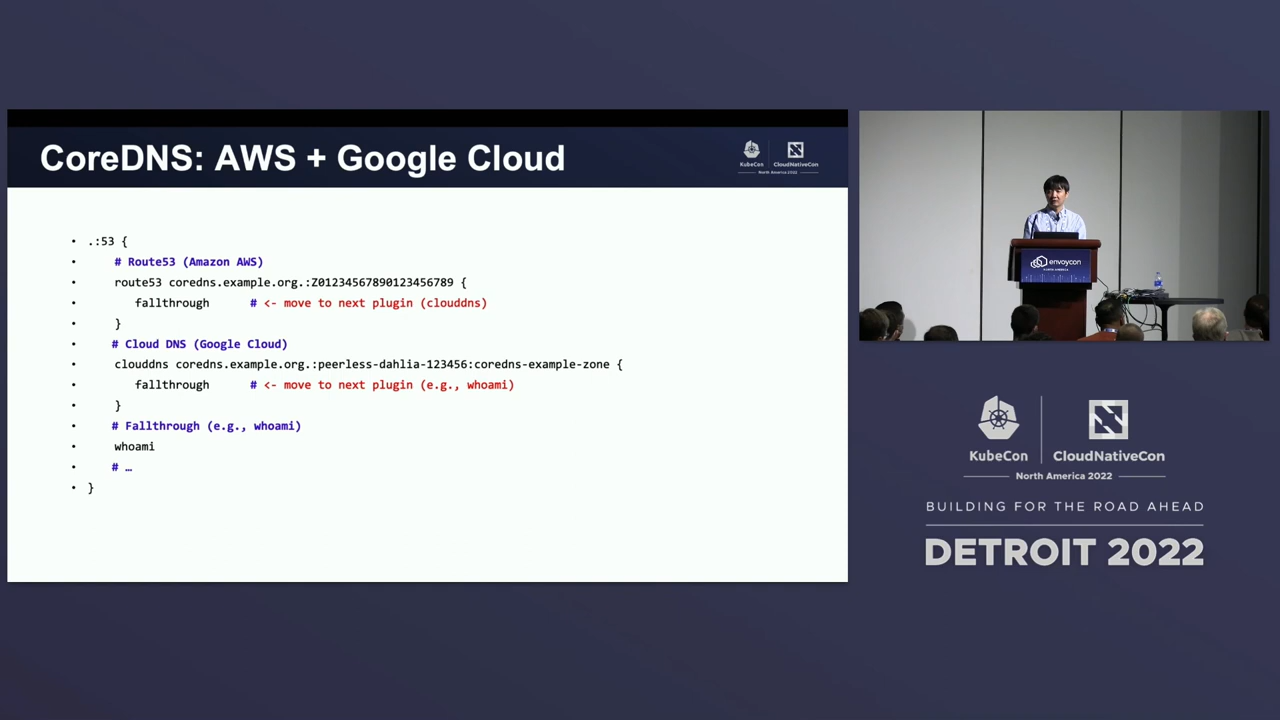 CoreDNS: AWS + Google Cloud
KubeCon
CloudNativeCon
North America 2022
• .:53 {
• # Route53 (Amazon AWS)
• route53 coredns.example.org.:Z01234567890123456789 {
• fallthrough # <- move to next plugin (clouddns)
• }
• # Cloud DNS (Google Cloud)
• clouddns coredns.example.org.:peerless-dahlia-123456:coredns-example-zone {
• fallthrough # <- move to next plugin (e.g., whoami)
• }
• # Fallthrough (e.g., whoami)
• whoami
• # …
• }
envoycon
NORTH AMERICA 2022
KubeCon
CloudNativeCon
North America 2022
BUILDING FOR THE ROAD AHEAD
DETROIT 2022